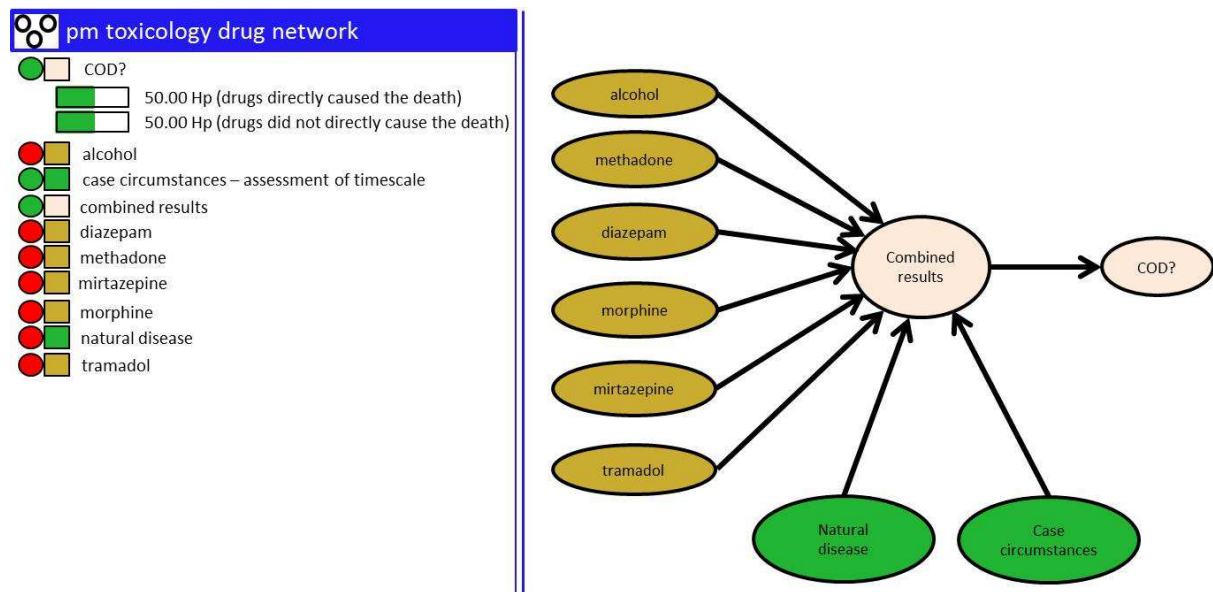 pm toxicology drug network
COD?
50.00 Hp (drugs directly caused the death)
50.00 Hp (drugs did not directly cause the death)
alcohol
case circumstances – assessment of timescale
combined results
diazepam
methadone
mirtazepine
morphine
natural disease
tramadol
alcohol
methadone
diazepam
morphine
mirtazepine
tramadol
Combined
results
COD?
Natural
disease
Case
circumstances